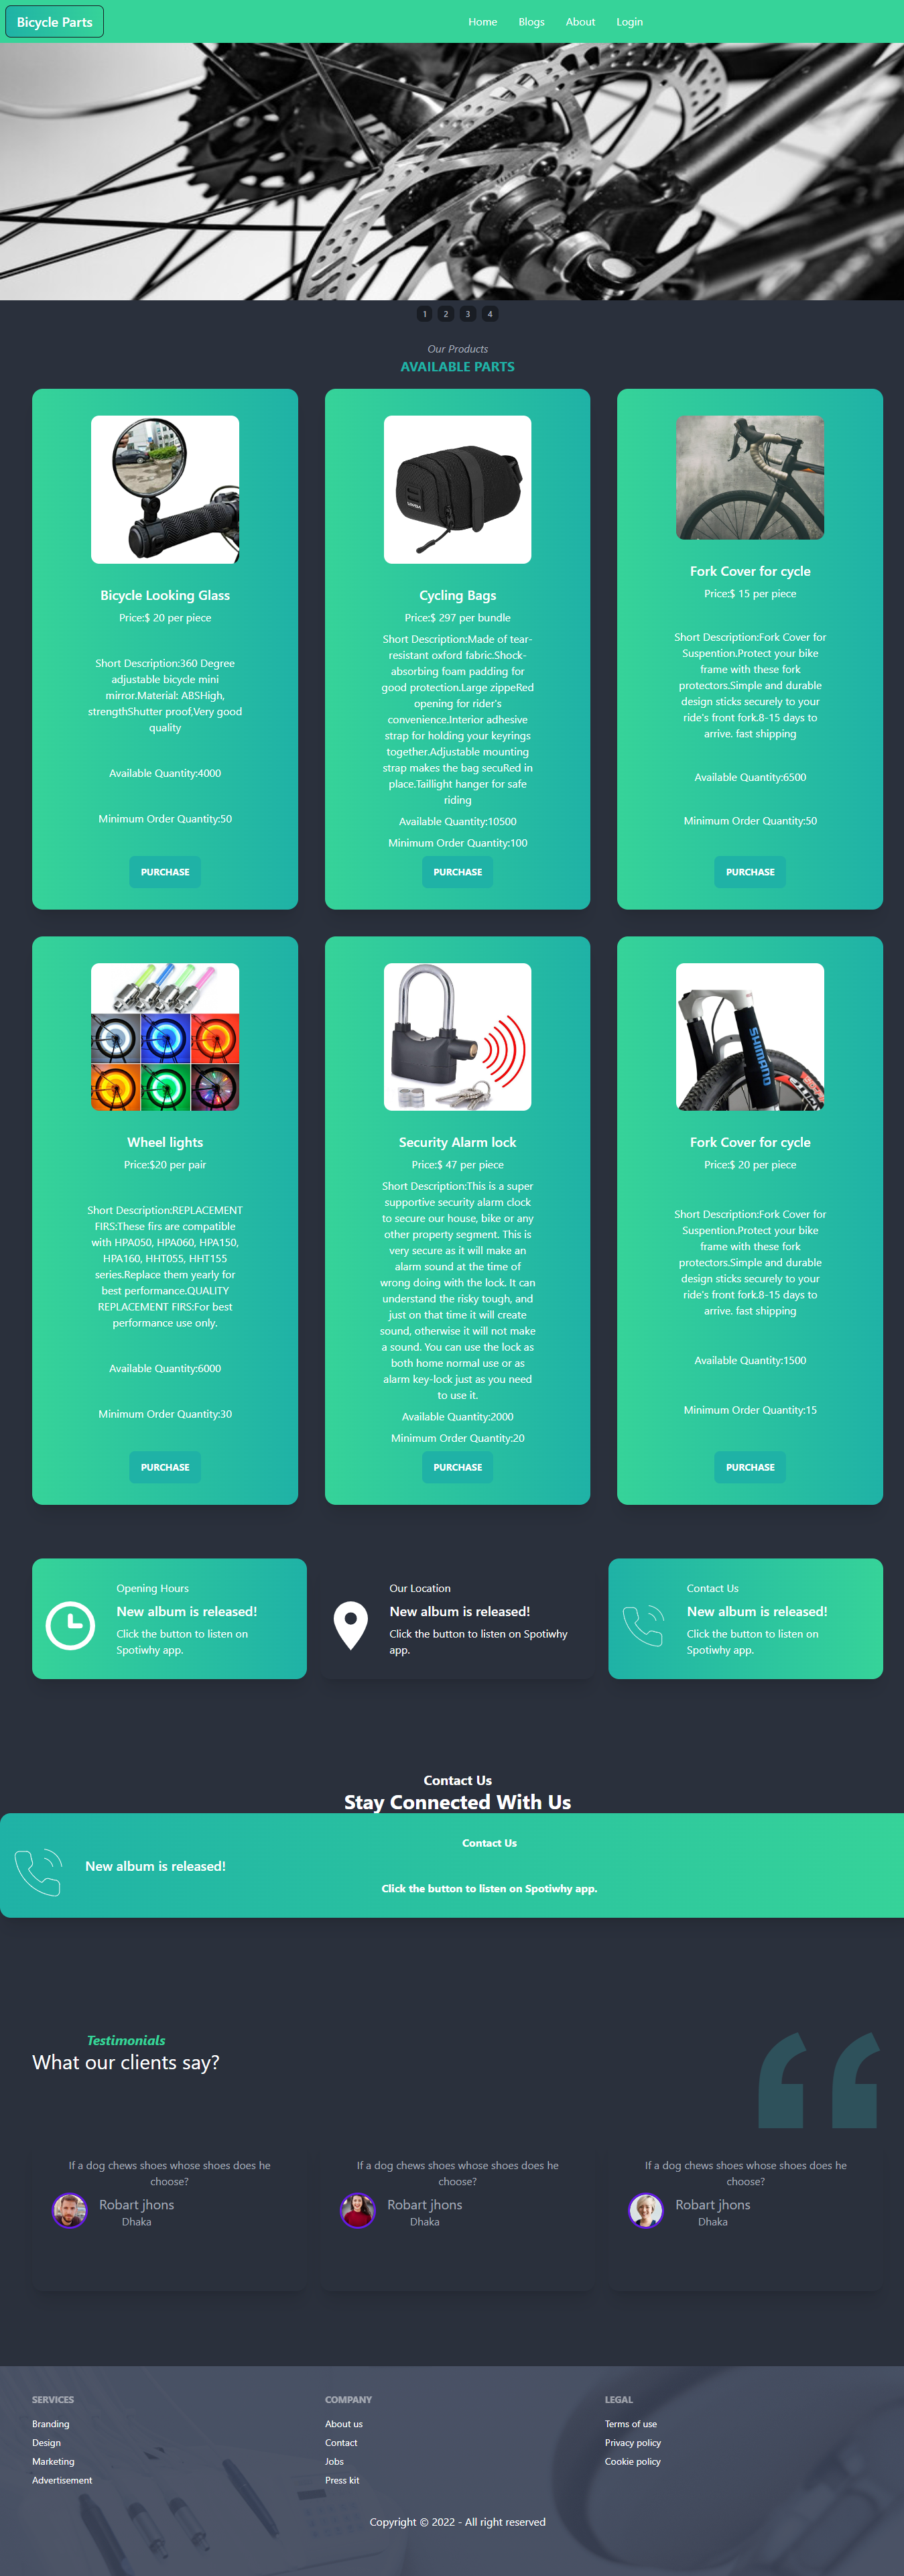 Bicycle Parts
Home Blogs About Login
1 2 3 4
Our Products
AVAILABLE PARTS
Bicycle Looking Glass
Price:$ 20 per piece
Short Description:360 Degree
adjustable bicycle mini
mirror.Material: ABSHigh,
strengthShutter proof,Very good
quality
Available Quantity:4000
Minimum Order Quantity:50
PURCHASE
Cycling Bags
Price:$ 297 per bundle
Short Description:Made of tear-
resistant oxford fabric.Shock-
absorbing foam padding for
good protection.Large zippeRed
opening for rider's
convenience.Interior adhesive
strap for holding your keyrings
together.Adjustable mounting
strap makes the bag secuRed in
place.Taillight hanger for safe
riding
Available Quantity:10500
Minimum Order Quantity:100
PURCHASE
Fork Cover for cycle
Price:$ 15 per piece
Short Description:Fork Cover for
Suspention.Protect your bike
frame with these fork
protectors.Simple and durable
design sticks securely to your
ride's front fork.8-15 days to
arrive. fast shipping
Available Quantity:6500
Minimum Order Quantity:50
PURCHASE
Wheel lights
Price:$20 per pair
Short Description:REPLACEMENT
FIRS:These firs are compatible
with HPA050, HPA060, HPA150,
HPA160, HHT055, HHT155
series.Replace them yearly for
best performance.QUALITY
REPLACEMENT FIRS:For best
performance use only.
Available Quantity:6000
Minimum Order Quantity:30
PURCHASE
Security Alarm lock
Price:$ 47 per piece
Short Description:This is a super
supportive security alarm clock
to secure our house, bike or any
other property segment. This is
very secure as it will make an
alarm sound at the time of
wrong doing with the lock. It can
understand the risky tough, and
just on that time it will create
sound, otherwise it will not make
a sound. You can use the lock as
both home normal use or as
alarm key-lock just as you need
to use it.
Available Quantity:2000
Minimum Order Quantity:20
PURCHASE
SHIMANO
Fork Cover for cycle
Price:$ 20 per piece
Short Description:Fork Cover for
Suspention.Protect your bike
frame with these fork
protectors.Simple and durable
design sticks securely to your
ride's front fork.8-15 days to
arrive. fast shipping
Available Quantity:1500
Minimum Order Quantity:15
PURCHASE
Opening Hours
New album is released!
Click the button to listen on
Spotiwhy app.
Our Location
New album is released!
Click the button to listen on Spotiwhy
app.
Contact Us
New album is released!
Click the button to listen on
Spotiwhy app.
Contact Us
Stay Connected With Us
New album is released!
Contact Us
Click the button to listen on Spotiwhy app.
Testimonials
What our clients say?
If a dog chews shoes whose shoes does he
choose?
Robart jhons
Dhaka
If a dog chews shoes whose shoes does he
choose?
Robart jhons
Dhaka
If a dog chews shoes whose shoes does he
choose?
Robart jhons
Dhaka
SERVICES
Branding
Design
Marketing
Advertisement
COMPANY
About us
Contact
Jobs
Press kit
LEGAL
Terms of use
Privacy policy
Cookie policy
Copyright © 2022 - All right reserved